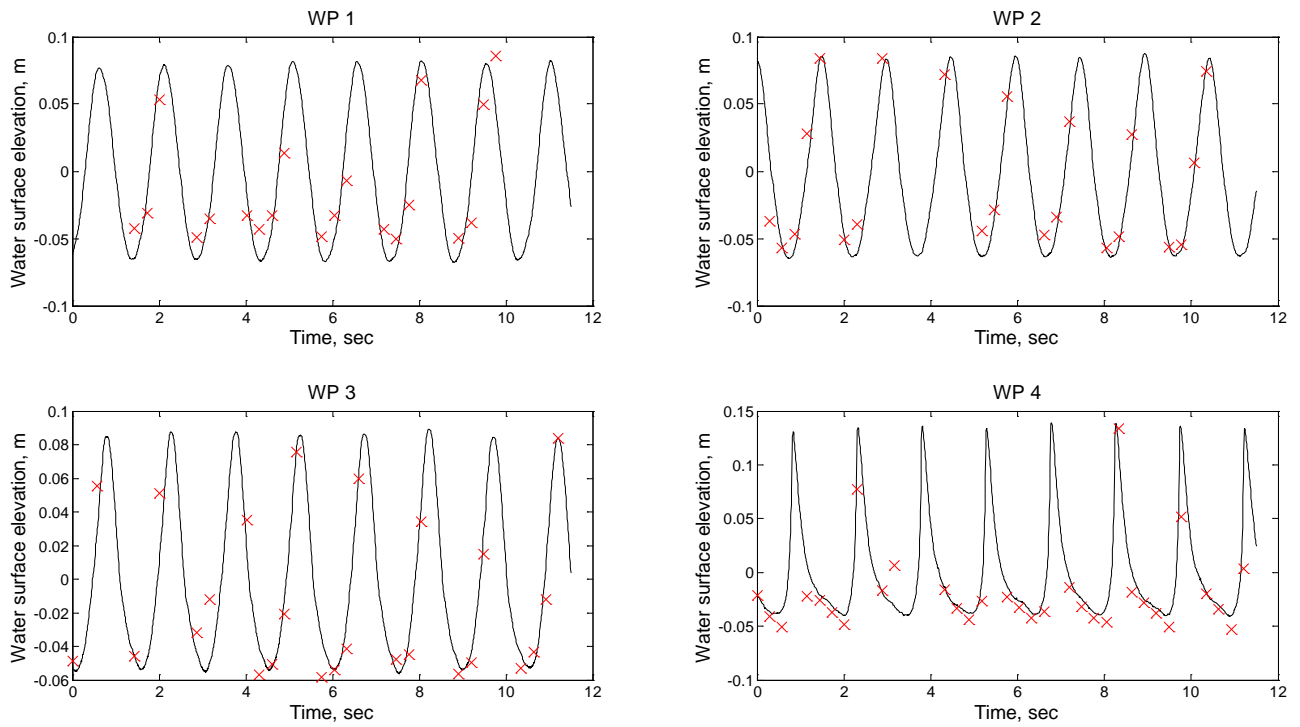 WP 1
0.1
0.05
0
-0.05
-0.1
0 2 4 6 8 10 12
Water surface elevation, m
Time, sec
WP 2
0.1
0.05
0
-0.05
-0.1
0 2 4 6 8 10 12
Water surface elevation, m
Time, sec
WP 3
0.1
0.08
0.06
0.04
0.02
0
-0.02
-0.04
-0.06
0 2 4 6 8 10 12
Water surface elevation, m
Time, sec
WP 4
0.15
0.1
0.05
0
-0.05
-0.1
0 2 4 6 8 10 12
Water surface elevation, m
Time, sec